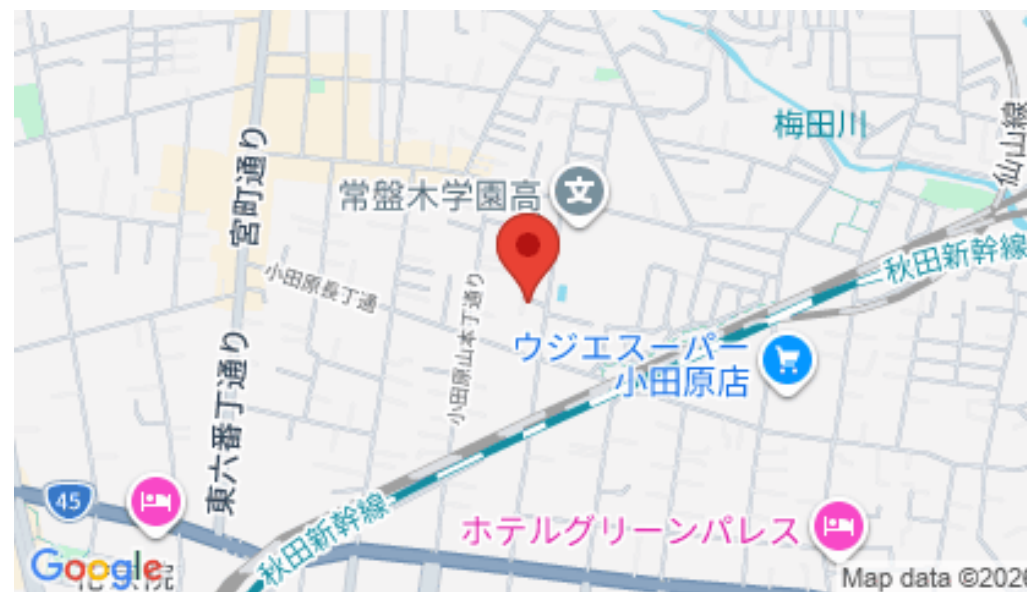 梅田川
仙山線
宮町通り
常盤木学園高
文
秋田新幹線
小田原長丁通
小田原山本丁通り
ウジエスーパー
小田原店
東六番丁通り
45
秋田新幹線
ホテルグリーンパレス
Google
Map data ©2026